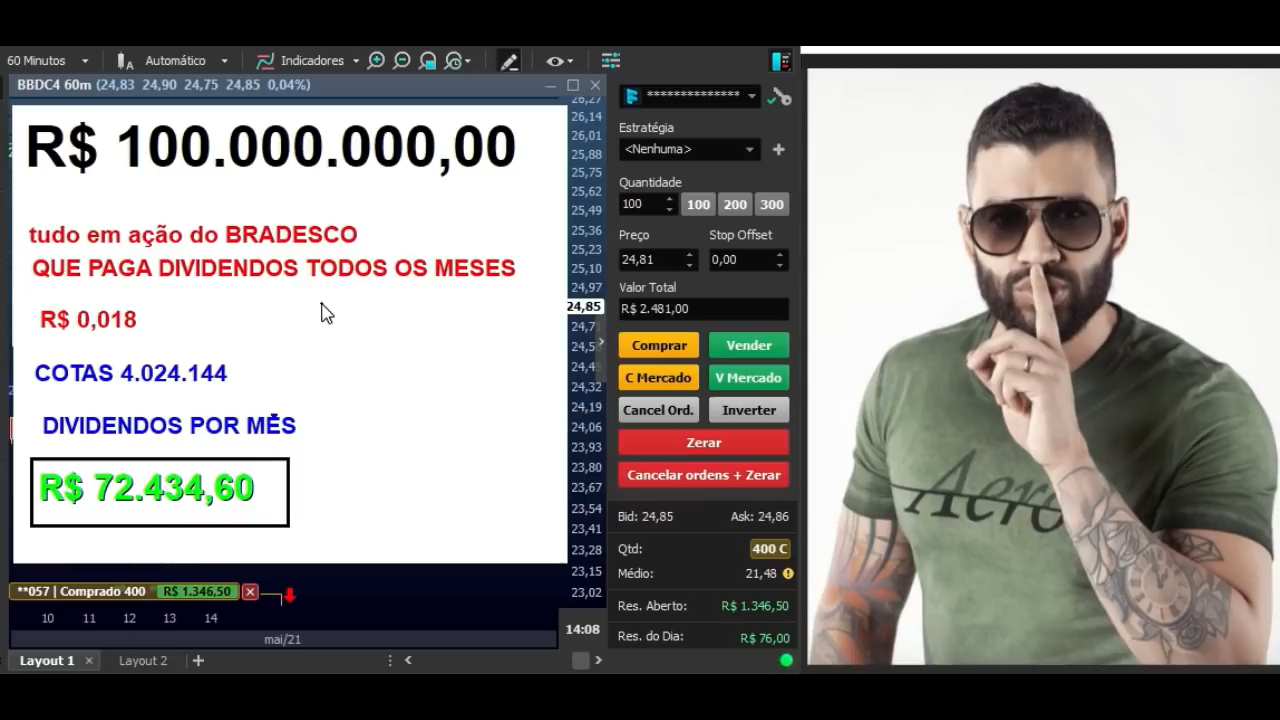 60 Minutos
Automático
Indicadores
BBDC4 60m (24,83 24,90 24,75 24,85 0,04%)
R$ 100.000.000,00
tudo em ação do BRADESCO
QUE PAGA DIVIDENDOS TODOS OS MESES
R$ 0,018
COTAS 4.024.144
DIVIDENDOS POR MÊS
R$ 72.434,60
26,27
26,14
26,01
25,88
25,75
25,62
25,49
25,36
25,23
25,10
24,97
24,85
24,32
24,19
24,06
23,93
23,80
23,67
23,54
23,41
23,28
23,15
23,02
**057 | Comprado 400 R$ 1.346,50
10 11 12 13 14
mai/21
14:08
Layout 1
Layout 2
**************
Estratégia
<Nenhuma>
Quantidade
100 100 200 300
Preço Stop Offset
24,81 0,00
Valor Total
R$ 2.481,00
Comprar Vender
C Mercado V Mercado
Cancel Ord. Inverter
Zerar
Cancelar ordens + Zerar
Bid: 24,85 Ask: 24,86
Qtd: 400 C
Médio: 21,48
Res. Aberto: R$ 1.346,50
Res. do Dia: R$ 76,00
Aero